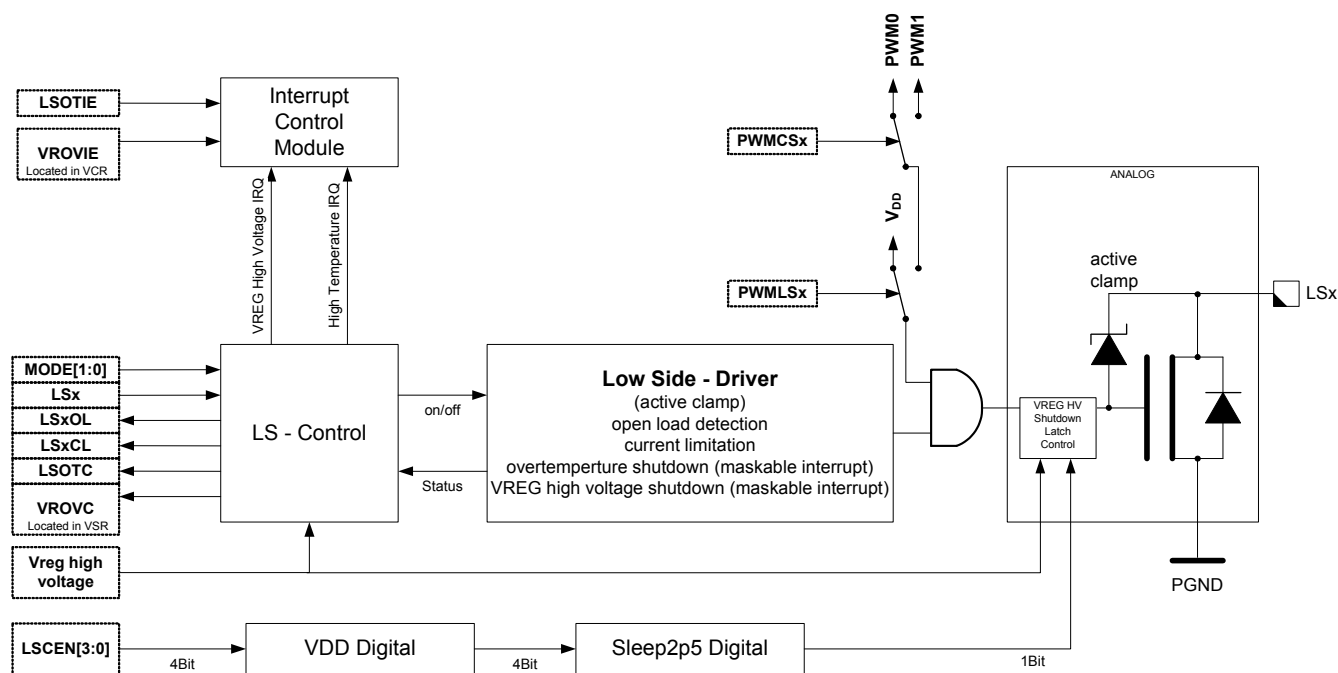 PWM0
PWM1
LSOTIE
VROVIE
Located in VCR
Interrupt
Control
Module
PWMCSx
ANALOG
VREG High Voltage IRQ
High Temperature IRQ
VDD
active
clamp
PWMLSx
LSx
MODE[1:0]
LSx
LSxOL
LSxCL
LSOTC
VROVC
Located in VSR
LS - Control
on/off
Status
Low Side - Driver
(active clamp)
open load detection
current limitation
overtemperture shutdown (maskable interrupt)
VREG high voltage shutdown (maskable interrupt)
VREG HV
Shutdown
Latch
Control
Vreg high
voltage
PGND
LSCEN[3:0]
4Bit
VDD Digital
4Bit
Sleep2p5 Digital
1Bit